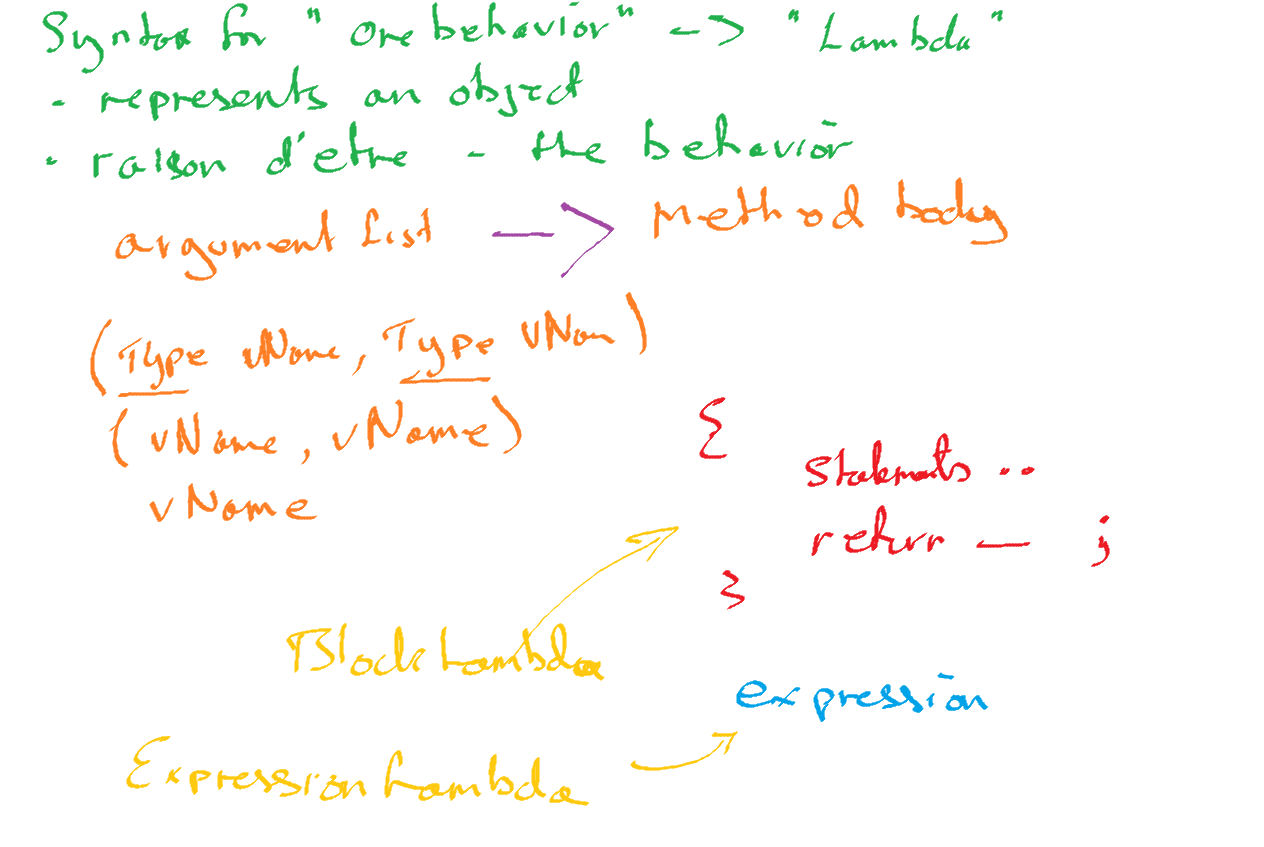 Syntax for "one behavior" -> "Lambda"
• represents an object
• raison d'etre - the behavior
argument list -> method body
(Type vName, Type vNam)
(vName, vName)
vName
{
statements ..
return — ;
}
Block Lambda
expression
Expression Lambda